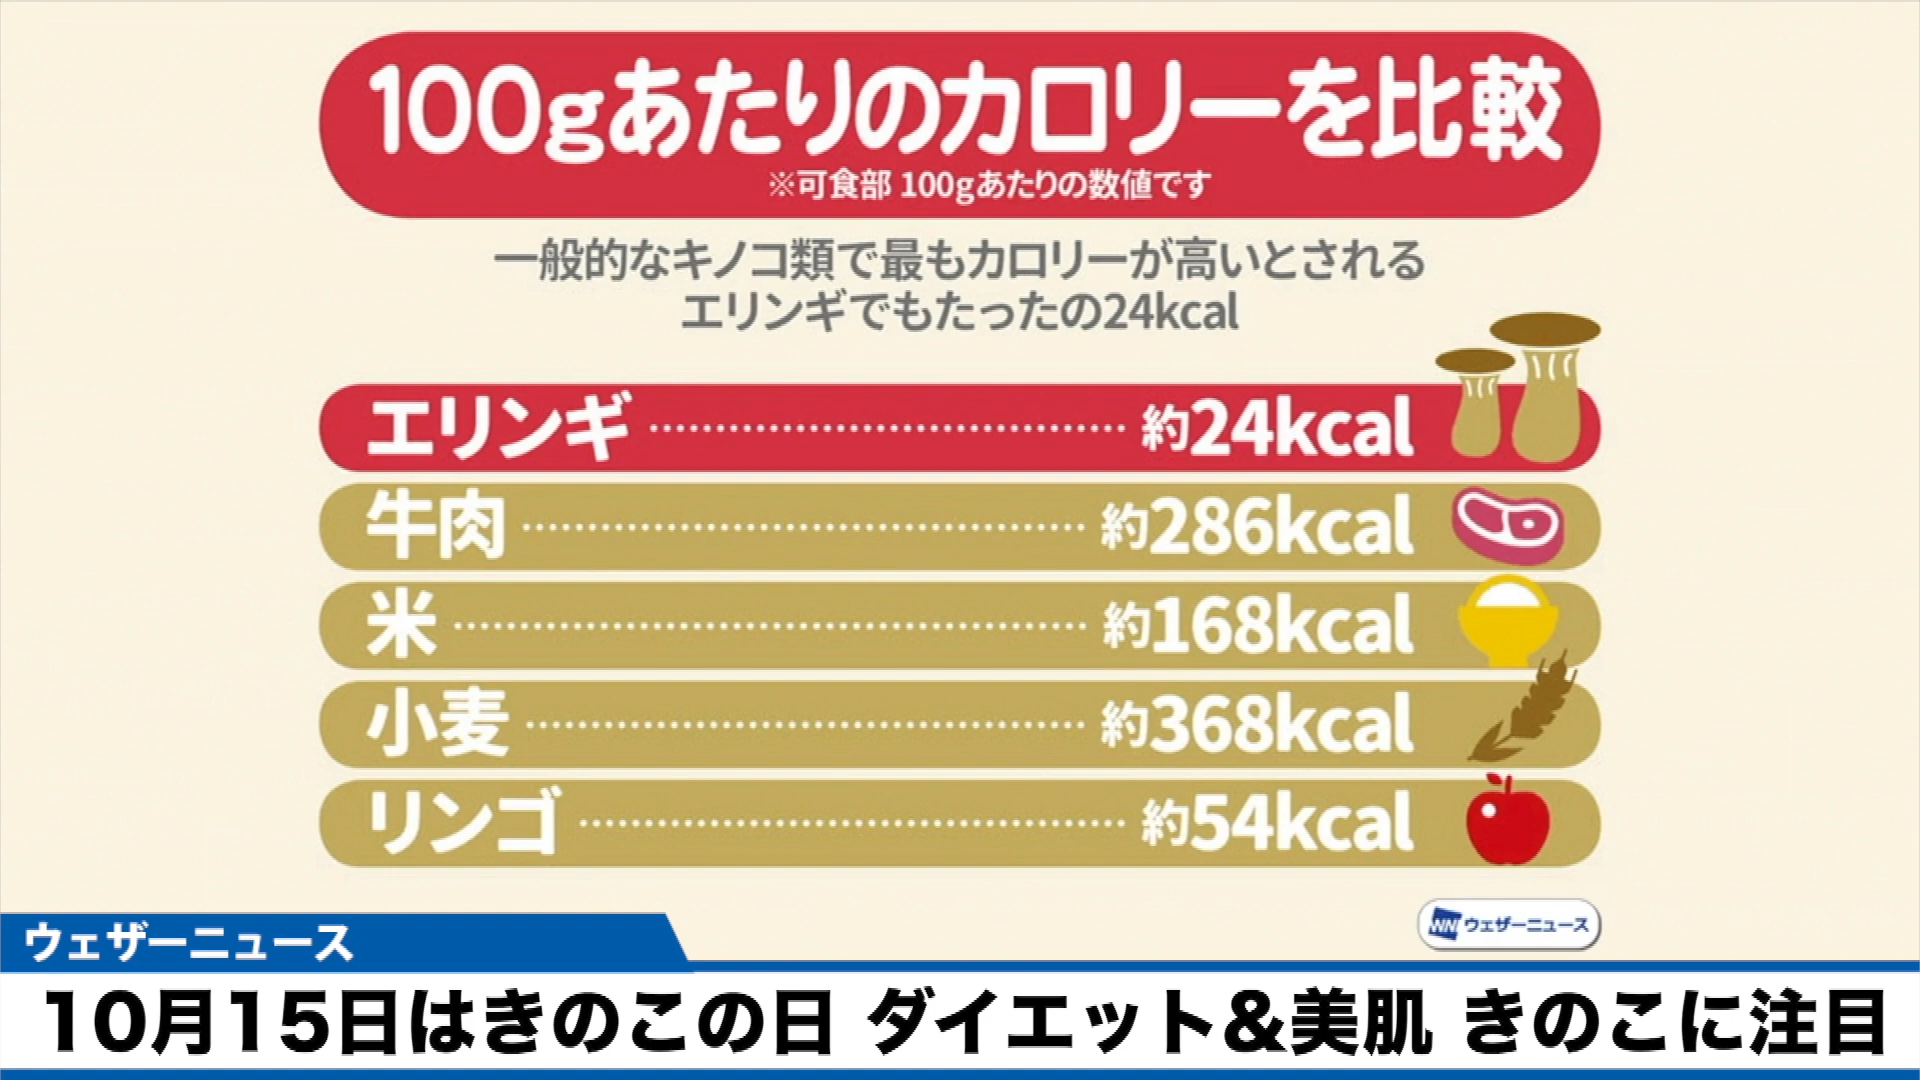 100gあたりのカロリーを比較
※可食部 100gあたりの数値です
一般的なキノコ類で最もカロリーが高いとされる
エリンギでもたったの24kcal
エリンギ 約24kcal
牛肉 約286kcal
米 約168kcal
小麦 約368kcal
リンゴ 約54kcal
WNI ウェザーニュース
ウェザーニュース
10月15日はきのこの日 ダイエット&美肌 きのこに注目